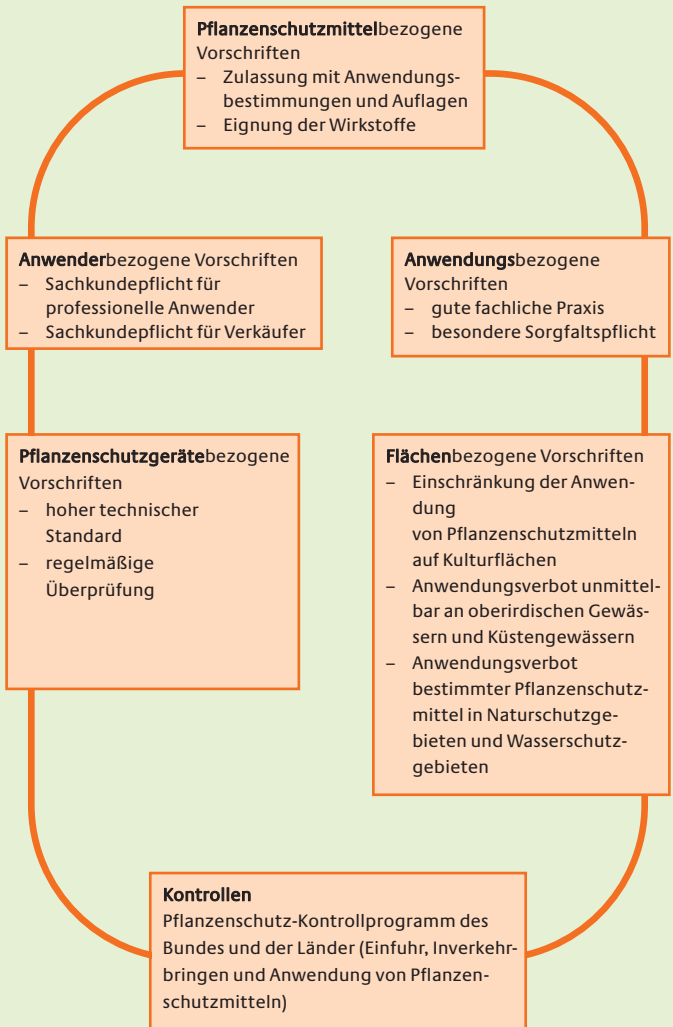 Pflanzenschutzmittelbezogene
Vorschriften
– Zulassung mit Anwendungs-
bestimmungen und Auflagen
– Eignung der Wirkstoffe
Anwenderbezogene Vorschriften
– Sachkundepflicht für
professionelle Anwender
– Sachkundepflicht für Verkäufer
Anwendungsbezogene
Vorschriften
– gute fachliche Praxis
– besondere Sorgfaltspflicht
Pflanzenschutzgerätebezogene
Vorschriften
– hoher technischer
Standard
– regelmäßige
Überprüfung
Flächenbezogene Vorschriften
– Einschränkung der Anwen-
dung
von Pflanzenschutzmitteln
auf Kulturflächen
– Anwendungsverbot unmittel-
bar an oberirdischen Gewäs-
sern und Küstengewässern
– Anwendungsverbot
bestimmter Pflanzenschutz-
mittel in Naturschutzge-
bieten und Wasserschutz-
gebieten
Kontrollen
Pflanzenschutz-Kontrollprogramm des
Bundes und der Länder (Einfuhr, Inverkehr-
bringen und Anwendung von Pflanzen-
schutzmitteln)